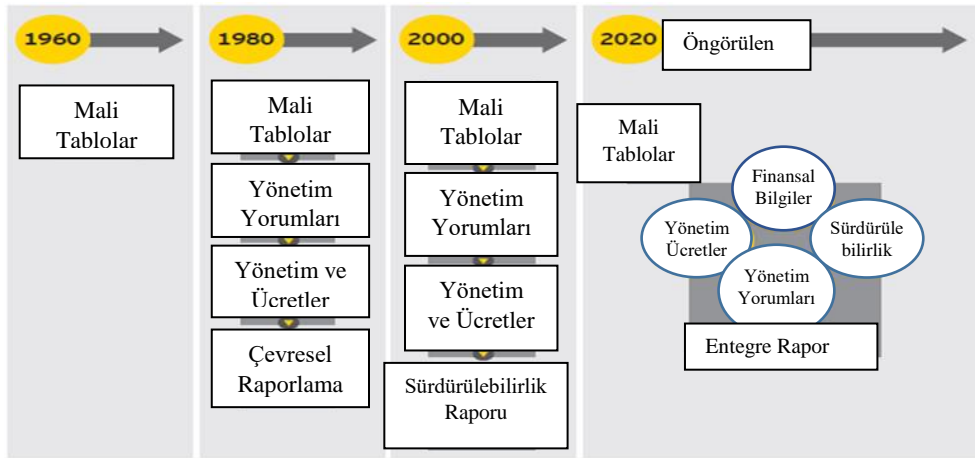 1960
Mali
Tablolar
1980
Mali
Tablolar
Yönetim
Yorumları
Yönetim ve
Ücretler
Çevresel
Raporlama
2000
Mali
Tablolar
Yönetim
Yorumları
Yönetim
ve Ücretler
Sürdürülebilirlik
Raporu
2020 Öngörülen
Mali
Tablolar
Finansal
Bilgiler
Yönetim
Ücretler
Sürdürüle
bilirlik
Yönetim
Yorumları
Entegre Rapor